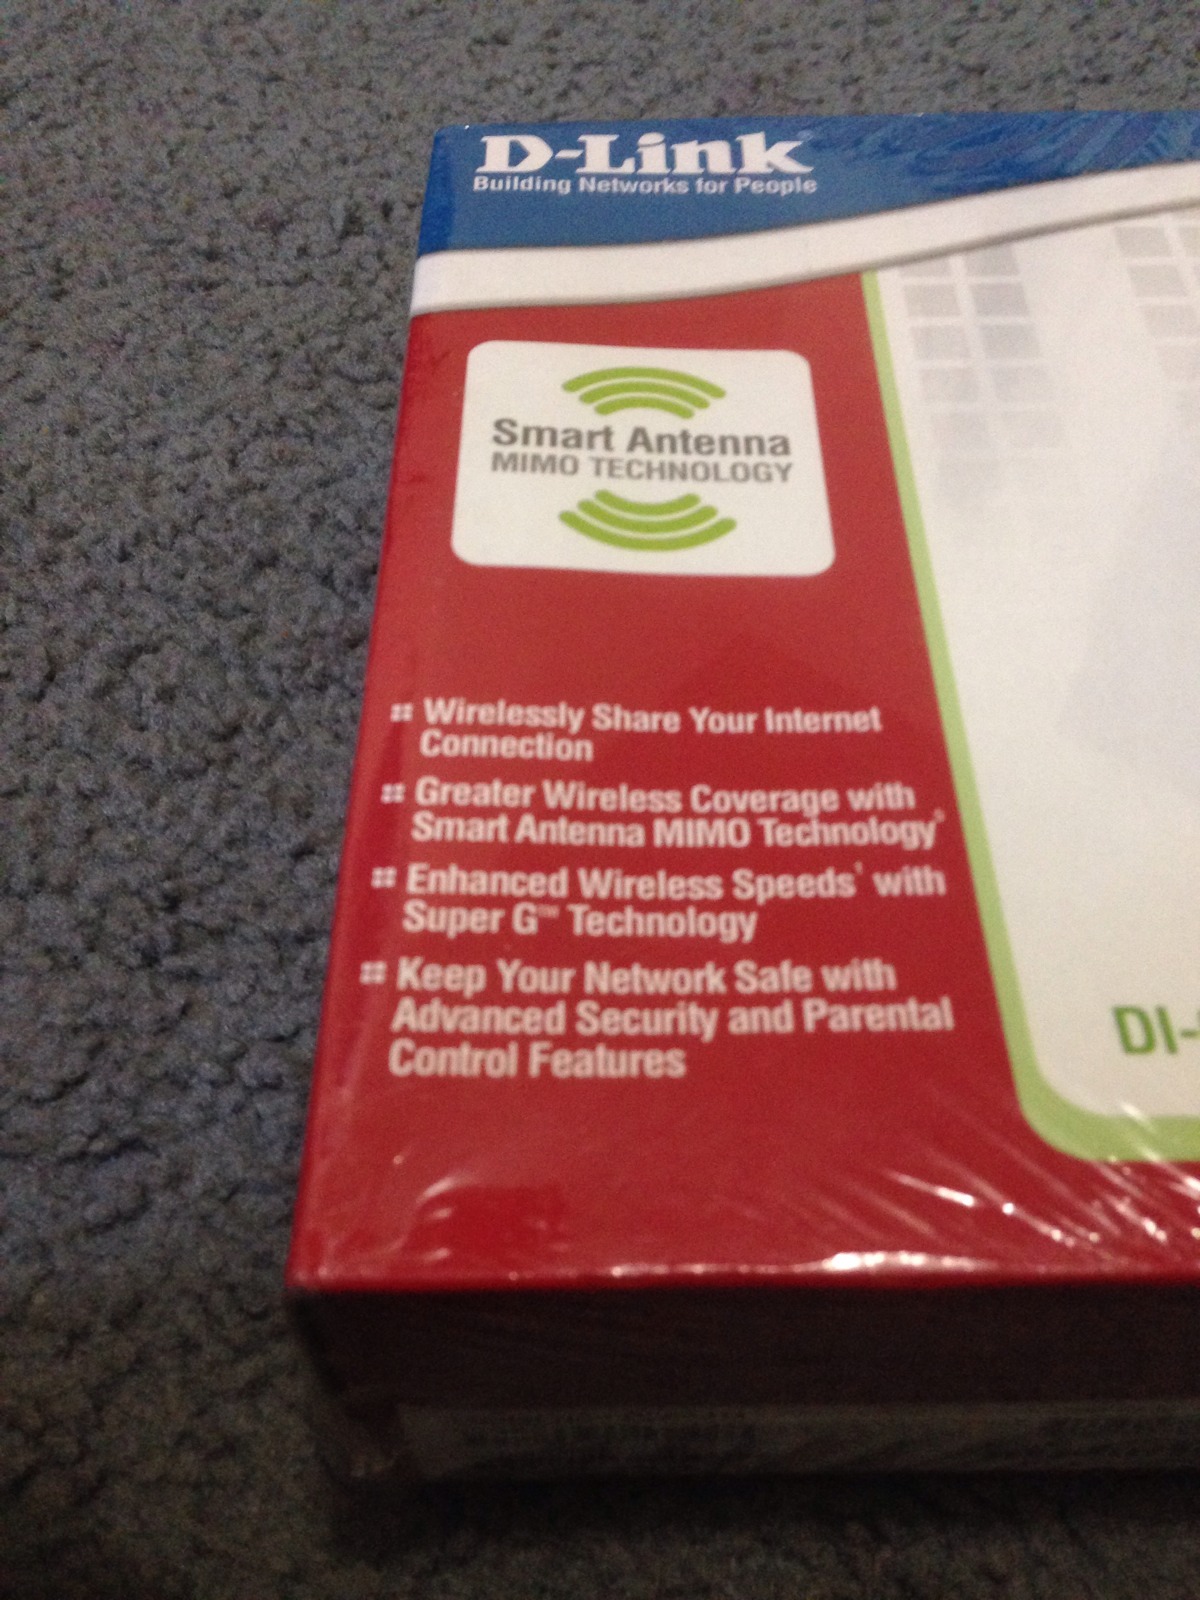 D-Link
Building Networks for People
Smart Antenna
MIMO TECHNOLOGY
Wirelessly Share Your Internet
Connection
Greater Wireless Coverage with
Smart Antenna MIMO Technology*
Enhanced Wireless Speeds† with
Super G™ Technology
Keep Your Network Safe with
Advanced Security and Parental
Control Features
DI-